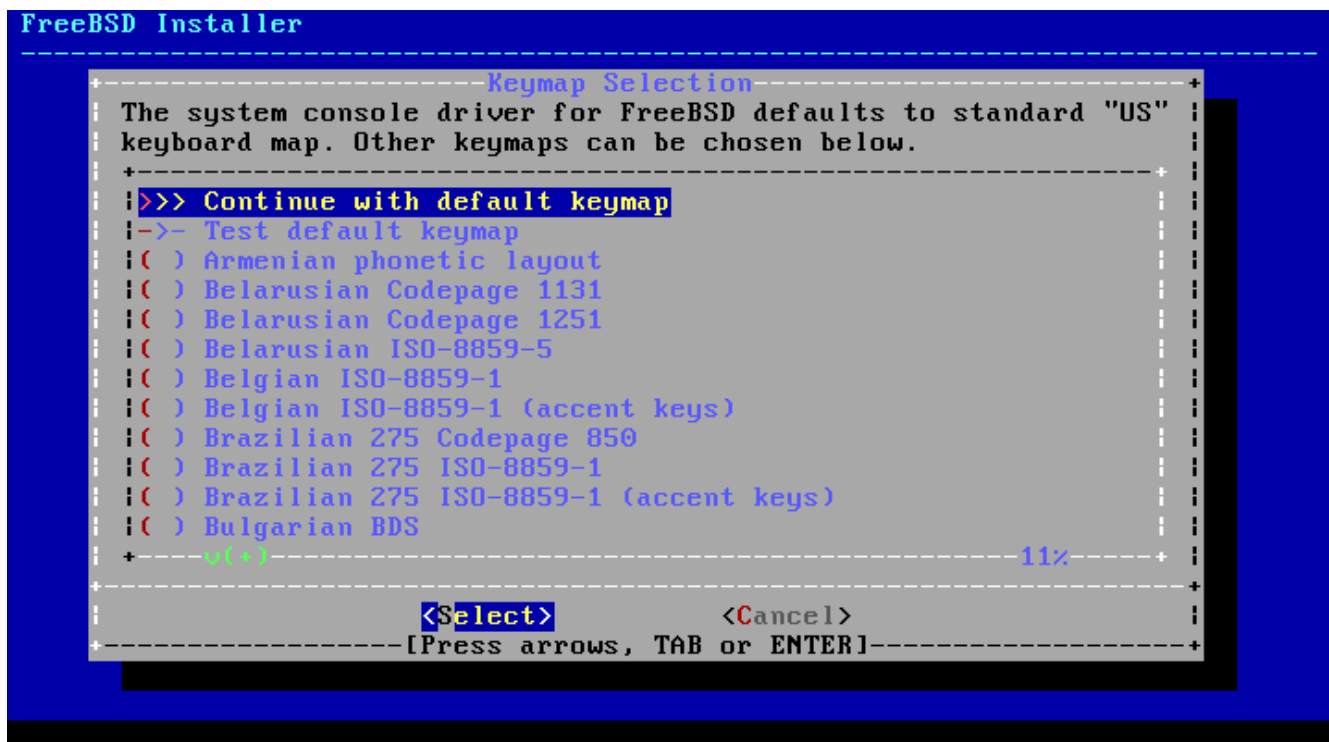 FreeBSD Installer
Keymap Selection
The system console driver for FreeBSD defaults to standard "US"
keyboard map. Other keymaps can be chosen below.
>>> Continue with default keymap
->- Test default keymap
( ) Armenian phonetic layout
( ) Belarusian Codepage 1131
( ) Belarusian Codepage 1251
( ) Belarusian ISO-8859-5
( ) Belgian ISO-8859-1
( ) Belgian ISO-8859-1 (accent keys)
( ) Brazilian 275 Codepage 850
( ) Brazilian 275 ISO-8859-1
( ) Brazilian 275 ISO-8859-1 (accent keys)
( ) Bulgarian BDS
v(+) 11%
<Select> <Cancel>
[Press arrows, TAB or ENTER]